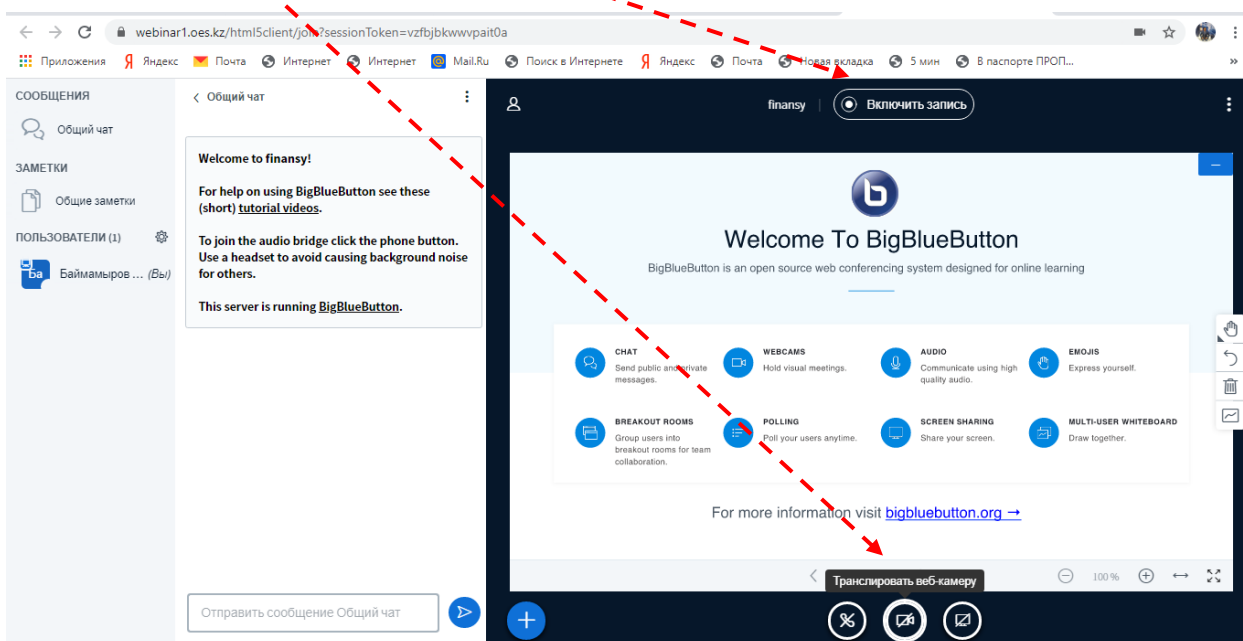 webinar1.oes.kz/html5client/join?sessionToken=vzfbjbkwwvpait0a
Приложения Яндекс Почта Интернет Интернет Mail.Ru Поиск в Интернете Яндекс Почта Новая вкладка 5 мин В паспорте ПРОП...
СООБЩЕНИЯ
Общий чат
ЗАМЕТКИ
Общие заметки
ПОЛЬЗОВАТЕЛИ (1)
Ба Баймамыров ... (Вы)
Общий чат
Welcome to finansy!
For help on using BigBlueButton see these
(short) tutorial videos.
To join the audio bridge click the phone button.
Use a headset to avoid causing background noise
for others.
This server is running BigBlueButton.
Отправить сообщение Общий чат
finansy
Включить запись
Welcome To BigBlueButton
BigBlueButton is an open source web conferencing system designed for online learning
CHAT
Send public and private
messages.
WEBCAMS
Hold visual meetings.
AUDIO
Communicate using high
quality audio.
EMOJIS
Express yourself.
BREAKOUT ROOMS
Group users into
breakout rooms for team
collaboration.
POLLING
Poll your users anytime.
SCREEN SHARING
Share your screen.
MULTI-USER WHITEBOARD
Draw together.
For more information visit bigbluebutton.org →
100 %
Транслировать веб-камеру